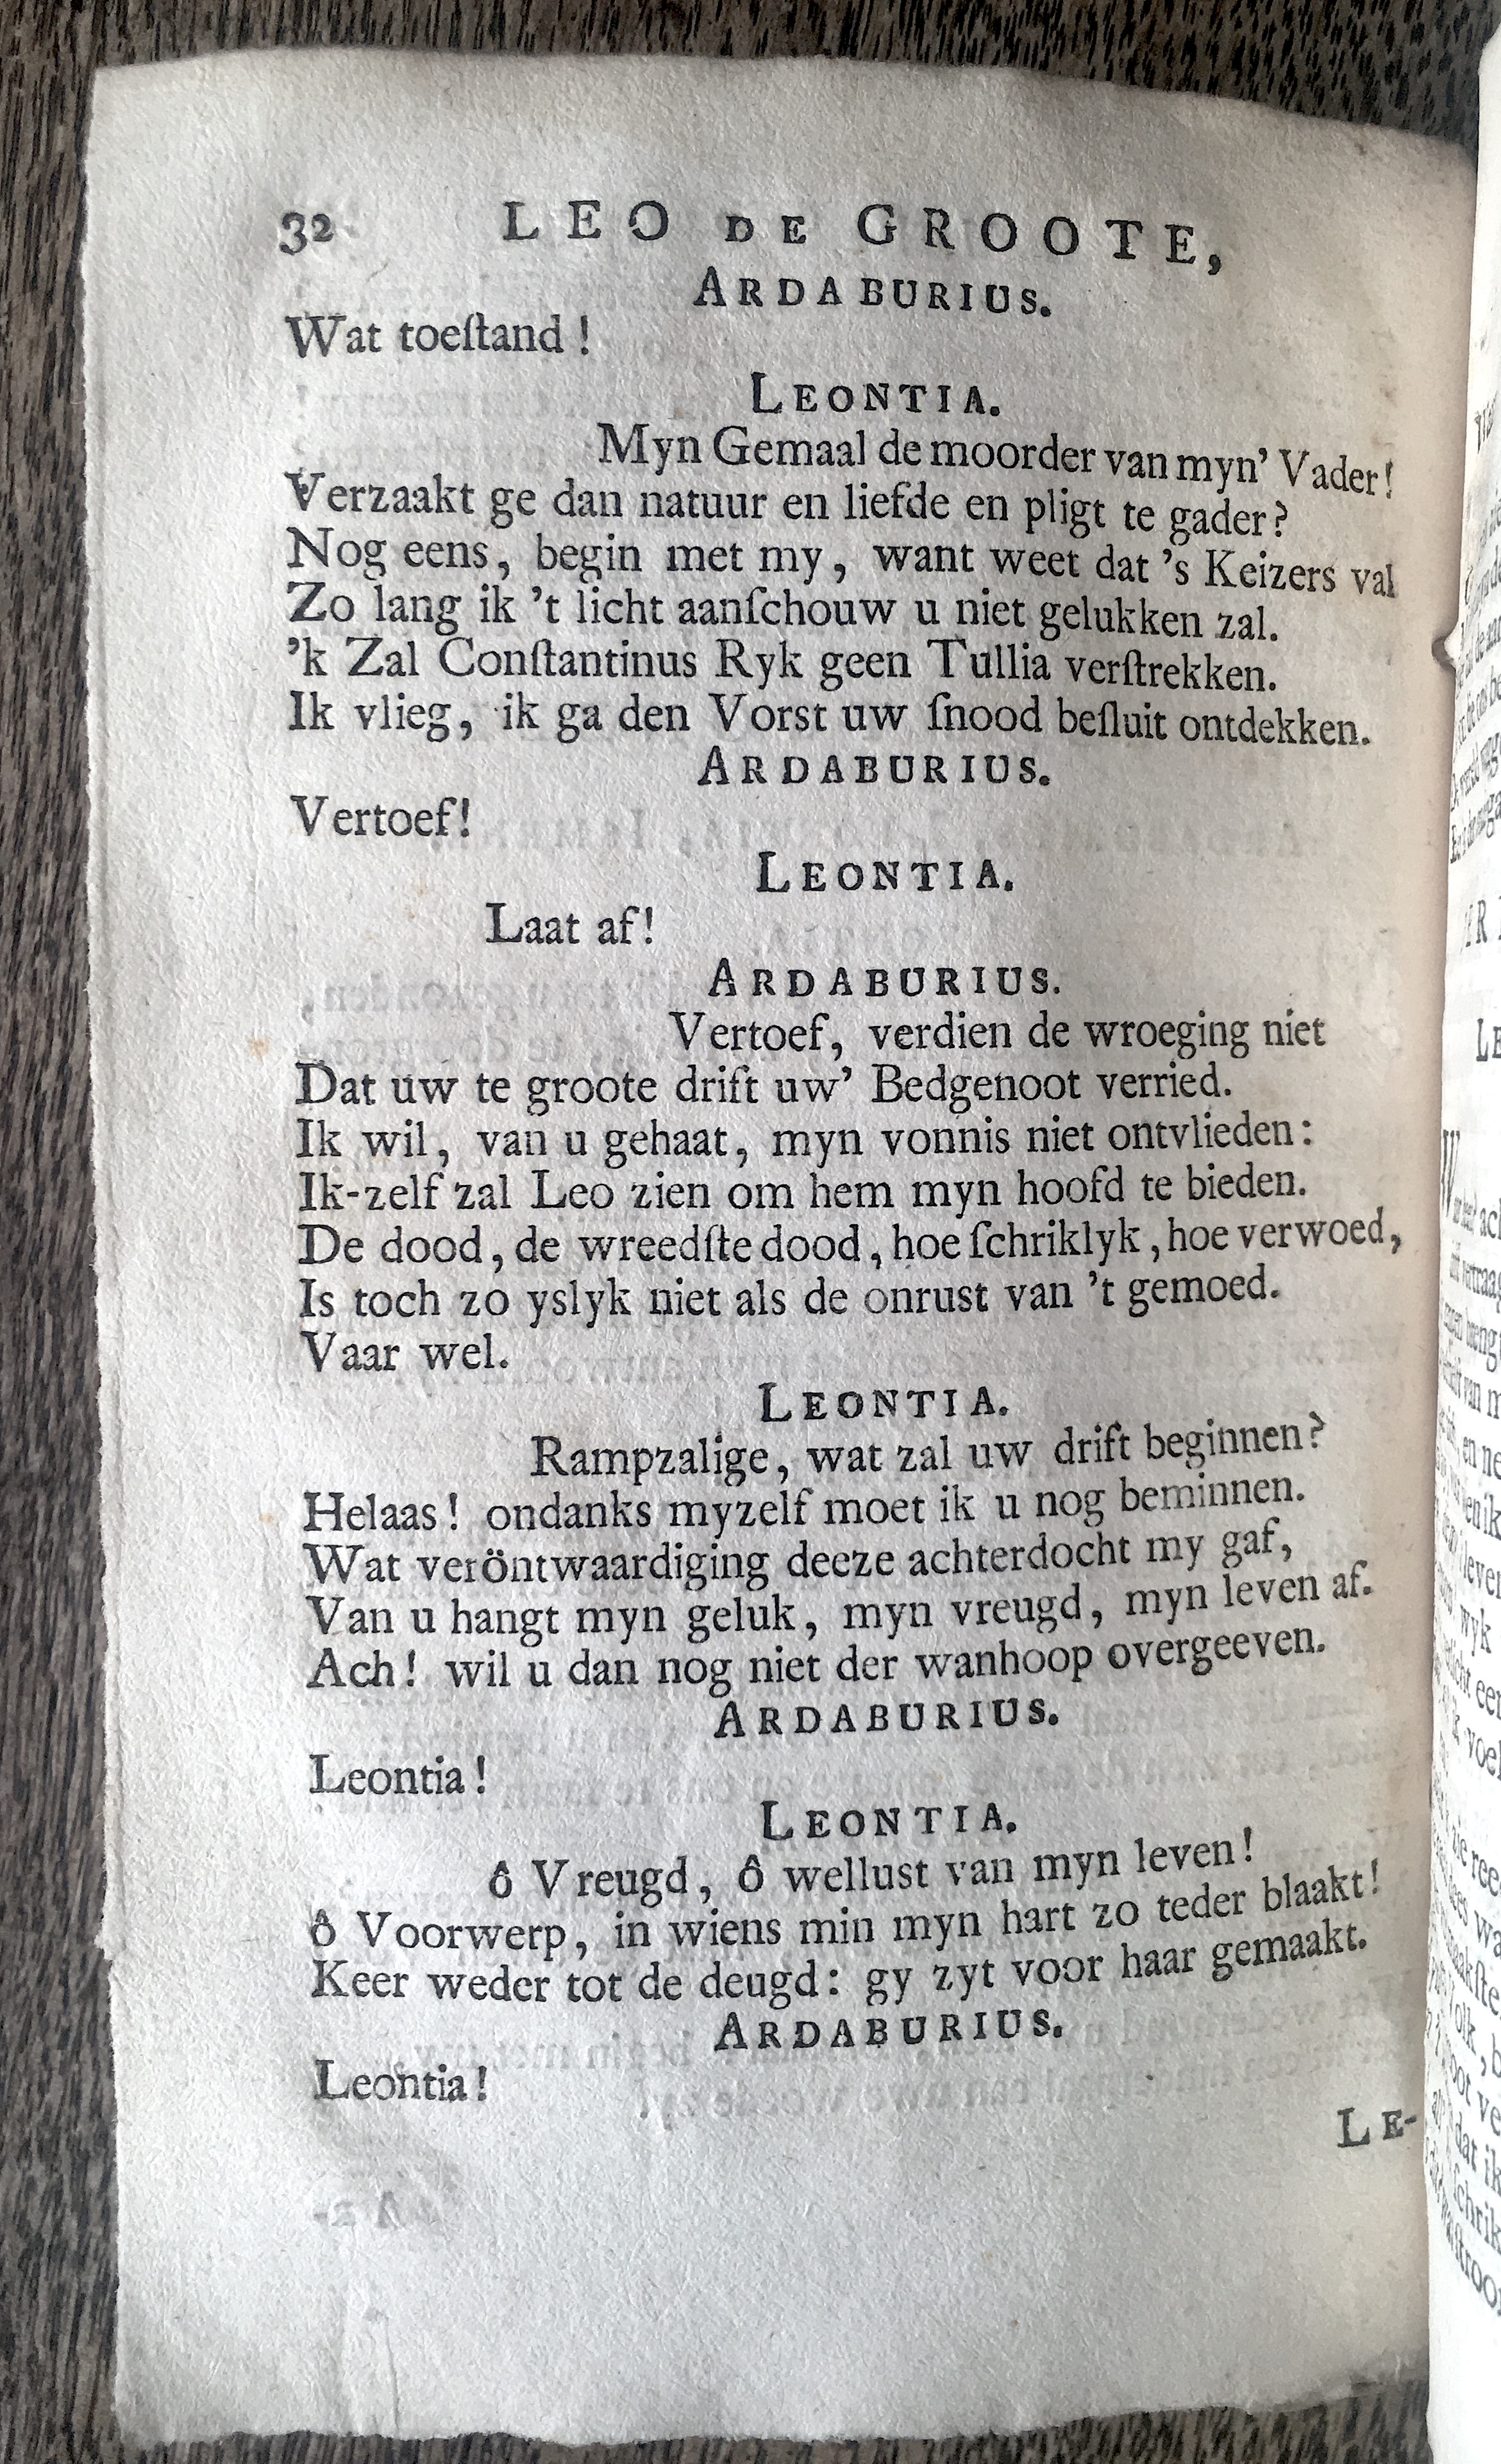 32 LEO DE GROOTE,
ARDABURIUS.
Wat toeſtand!
LEONTIA.
Myn Gemaal de moorder van myn' Vader!
Verzaakt ge dan natuur en liefde en pligt te gader?
Nog eens, begin met my, want weet dat 's Keizers val
Zo lang ik 't licht aanſchouw u niet gelukken zal.
'k Zal Conſtantinus Ryk geen Tullia verſtrekken.
Ik vlieg, ik ga den Vorst uw ſnood beſluit ontdekken.
ARDABURIUS.
Vertoef!
LEONTIA.
Laat af!
ARDABURIUS.
Vertoef, verdien de wroeging niet
Dat uw te groote drift uw' Bedgenoot verried.
Ik wil, van u gehaat, myn vonnis niet ontvlieden:
Ik-zelf zal Leo zien om hem myn hoofd te bieden.
De dood, de wreedſte dood, hoe ſchriklyk, hoe verwoed,
Is toch zo yslyk niet als de onrust van 't gemoed.
Vaar wel.
LEONTIA.
Rampzalige, wat zal uw drift beginnen?
Helaas! ondanks myzelf moet ik u nog beminnen.
Wat veröntwaardiging deeze achterdocht my gaf,
Van u hangt myn geluk, myn vreugd, myn leven af.
Ach! wil u dan nog niet der wanhoop overgeeven.
ARDABURIUS.
Leontia!
LEONTIA.
ô Vreugd, ô wellust van myn leven!
ô Voorwerp, in wiens min myn hart zo teder blaakt!
Keer weder tot de deugd: gy zyt voor haar gemaakt.
ARDABURIUS.
Leontia!
LE-